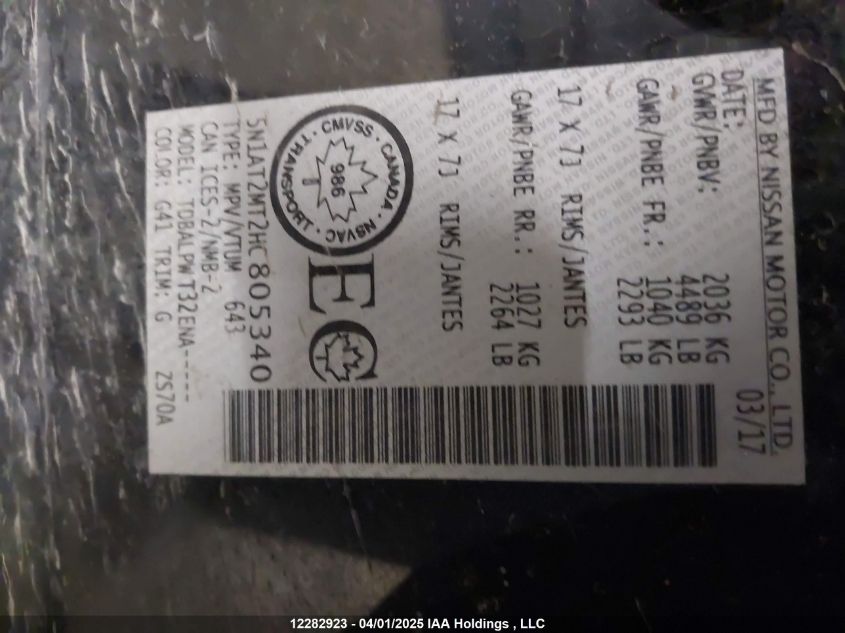 MFD BY NISSAN MOTOR CO., LTD.
DATE: 03/17
GVWR/PNBV: 2036 KG
4489 LB
GAWR/PNBE FR.: 1040 KG
2293 LB
17 X 7J RIMS/JANTES
GAWR/PNBE RR.: 1027 KG
2264 LB
17 X 7J RIMS/JANTES
CMVSS · CANADA · NSVAC · TRANSPORT ·
986
EC
5N1AT2MT2HC805340
TYPE: MPV/VTUM 643
CAN ICES-2/NMB-2
MODEL: TDBALPWT32ENA-----
COLOR: G41 TRIM: G 2S70A
12282923 - 04/01/2025 IAA Holdings , LLC